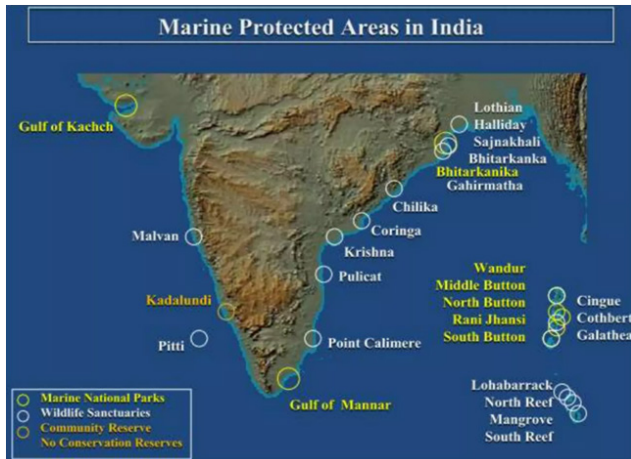 Marine Protected Areas in India
Gulf of Kachch
Lothian
Halliday
Sajnakhali
Bhitarkanka
Bhitarkanika
Gahirmatha
Chilika
Coringa
Krishna
Malvan
Pulicat
Kadalundi
Pitti
Point Calimere
Gulf of Mannar
Wandur
Middle Button
North Button
Rani Jhansi
South Button
Cingue
Cothbert
Galathea
Lohabarrack
North Reef
Mangrove
South Reef
Marine National Parks
Wildlife Sanctuaries
Community Reserve
No Conservation Reserves